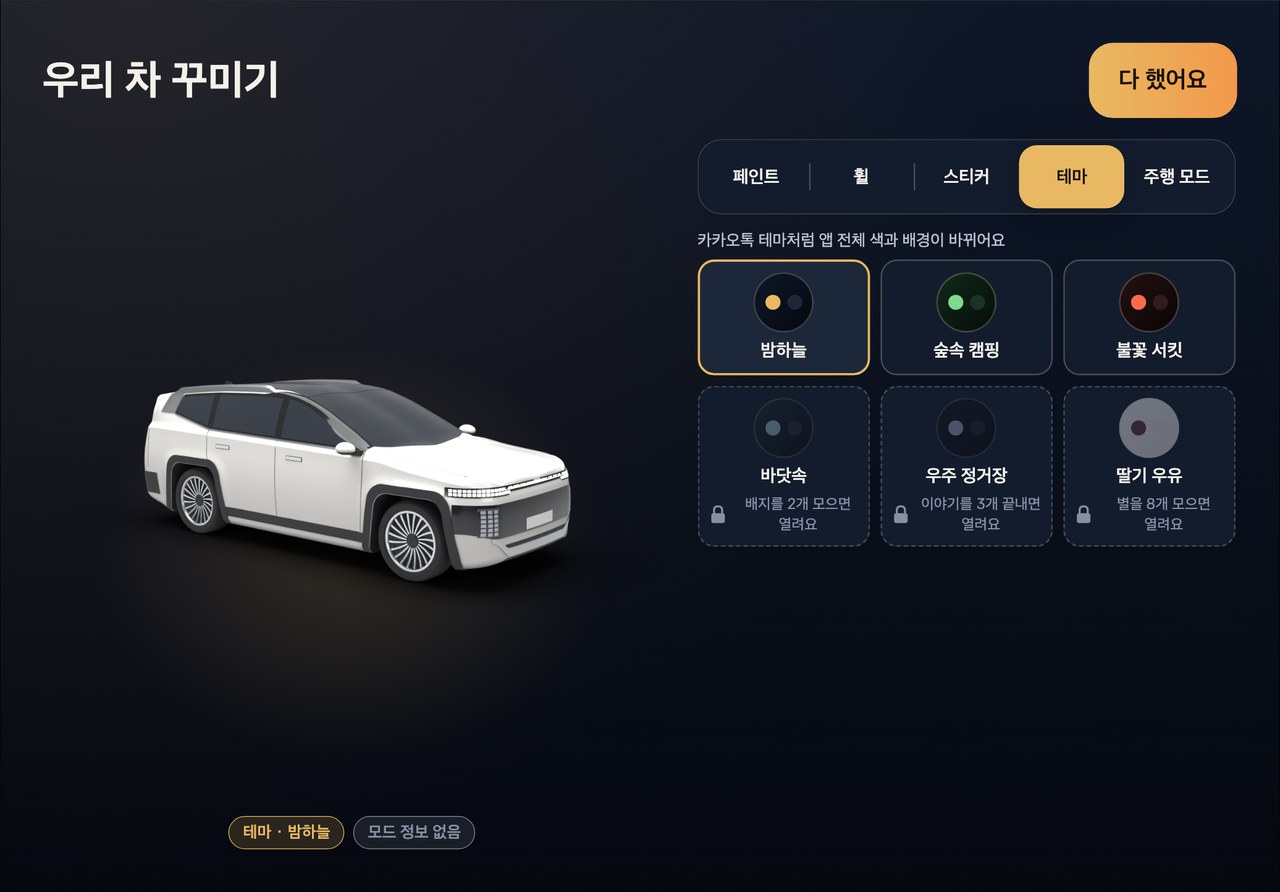 우리 차 꾸미기
다 했어요
페인트
휠
스티커
테마
주행 모드
카카오톡 테마처럼 앱 전체 색과 배경이 바뀌어요
밤하늘
숲속 캠핑
불꽃 서킷
바닷속
배지를 2개 모으면
열려요
우주 정거장
이야기를 3개 끝내면
열려요
딸기 우유
별을 8개 모으면
열려요
테마 · 밤하늘
모드 정보 없음